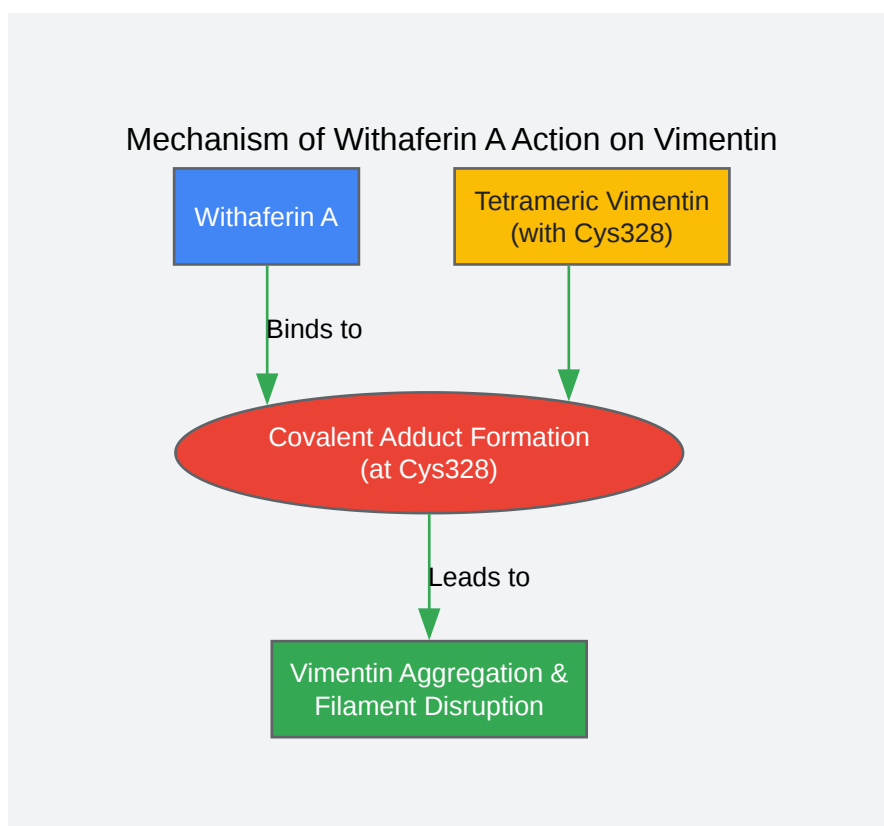 Mechanism of Withaferin A Action on Vimentin
Withaferin A
Tetrameric Vimentin
(with Cys328)
Binds to
Covalent Adduct Formation
(at Cys328)
Leads to
Vimentin Aggregation &
Filament Disruption